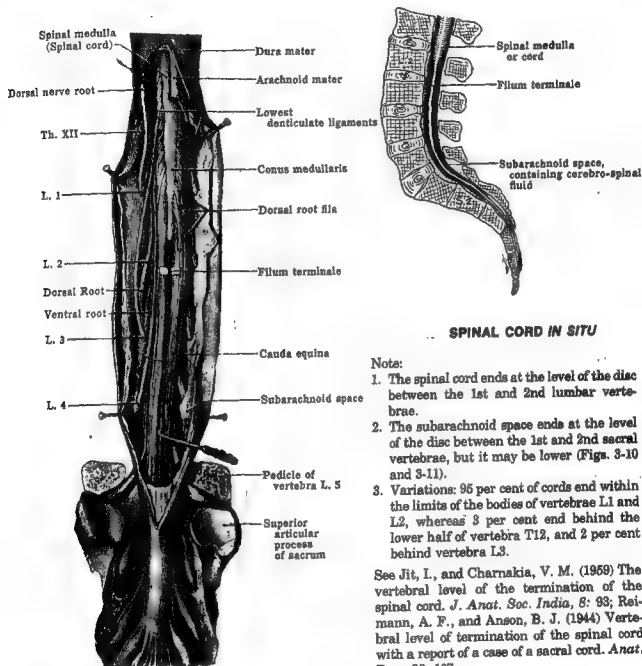 Spinal medulla
(Spinal cord)
Dorsal nerve root
Th. XII
L. 1
L. 2
Dorsal Root
Ventral root
L. 3
L. 4
Dura mater
Arachnoid mater
Lowest
denticulate ligaments
Conus medullaris
Dorsal root fila
Filum terminale
Cauda equina
Subarachnoid space
Pedicle of
vertebra L. 5
Superior
articular
process
of sacrum
Spinal medulla
or cord
Filum terminale
Subarachnoid space,
containing cerebro-spinal
fluid
SPINAL CORD IN SITU
Note:
1. The spinal cord ends at the level of the disc
between the 1st and 2nd lumbar verte-
brae.
2. The subarachnoid space ends at the level
of the disc between the 1st and 2nd sacral
vertebrae, but it may be lower (Figs. 3-10
and 3-11).
3. Variations: 95 per cent of cords end within
the limits of the bodies of vertebrae L1 and
L2, whereas 3 per cent end behind the
lower half of vertebra T12, and 2 per cent
behind vertebra L3.
See Jit, I., and Charnakia, V. M. (1959) The
vertebral level of the termination of the
spinal cord. J. Anat. Soc. India, 8: 93; Rei-
mann, A. F., and Anson, B. J. (1944) Verte-
bral level of termination of the spinal cord
with a report of a case of a sacral cord. Anat.